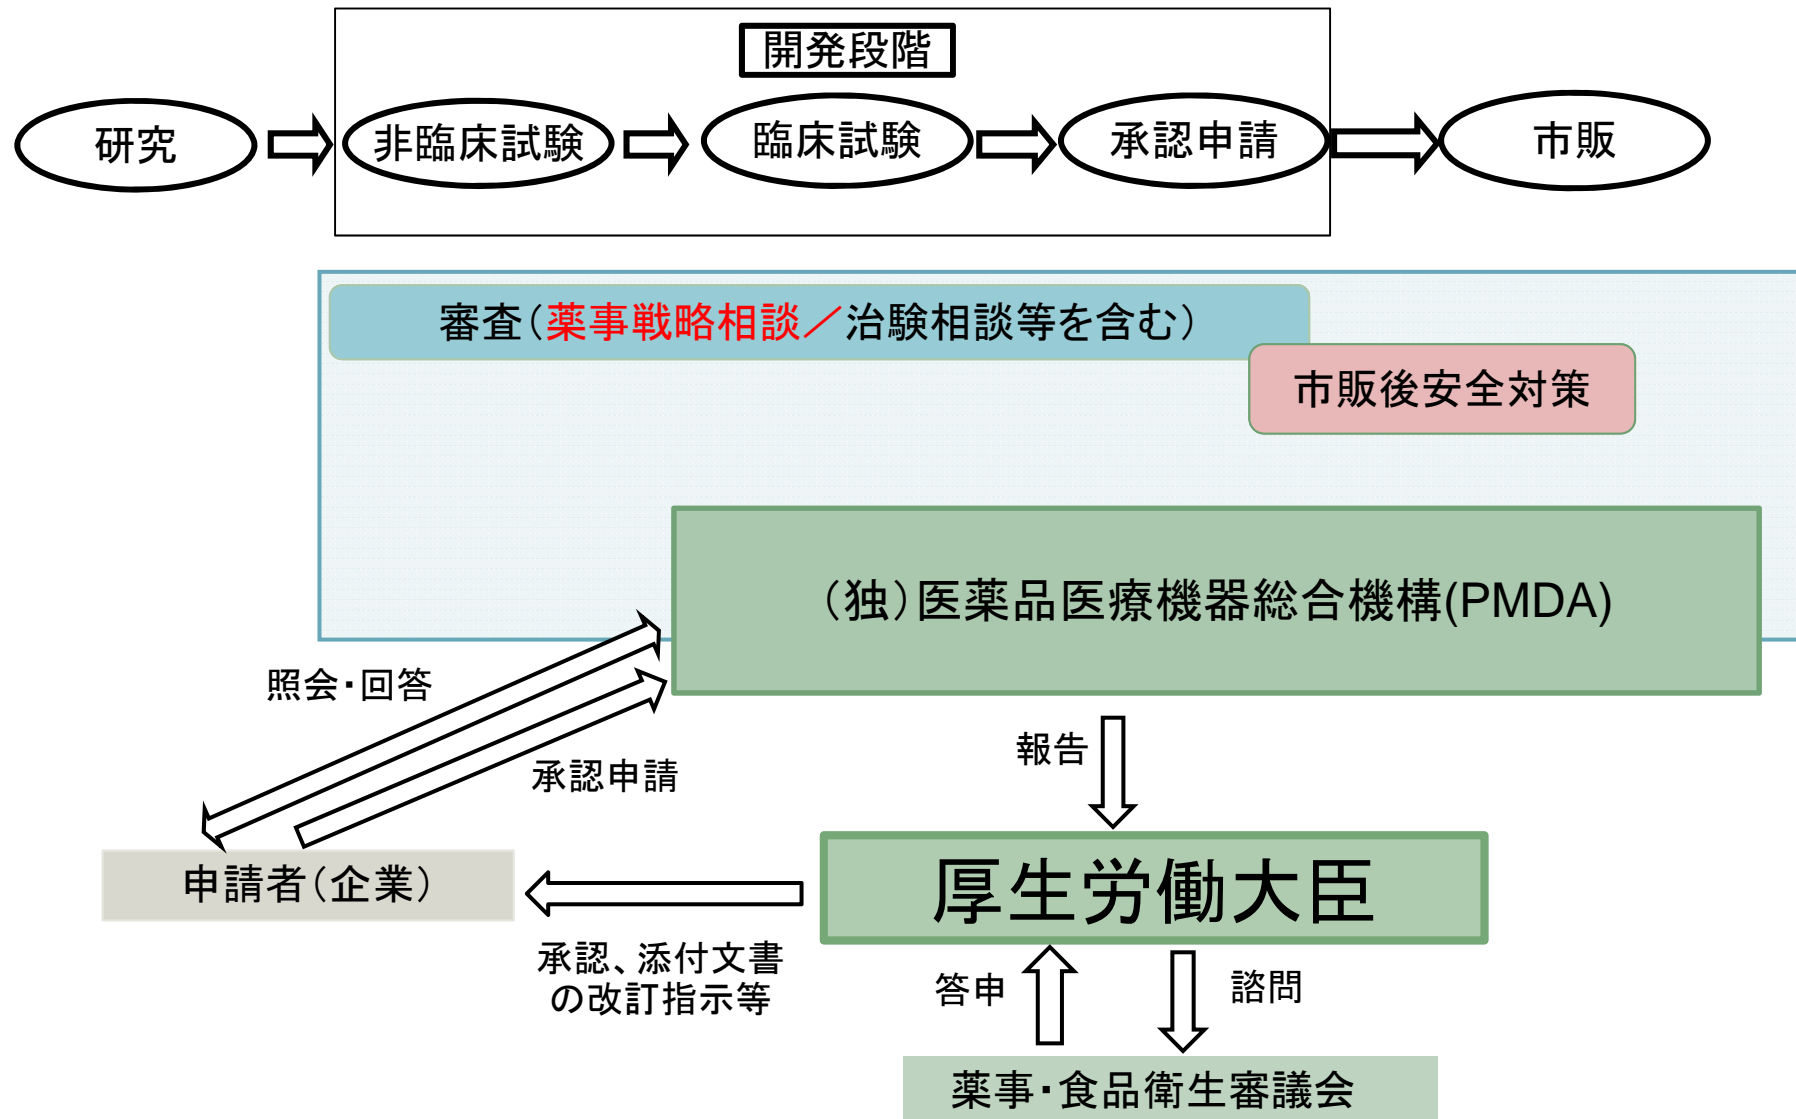 開発段階
研究
非臨床試験
臨床試験
承認申請
市販
審査(薬事戦略相談／治験相談等を含む)
市販後安全対策
(独)医薬品医療機器総合機構(PMDA)
照会・回答
承認申請
報告
申請者(企業)
厚生労働大臣
承認、添付文書
の改訂指示等
答申
諮問
薬事・食品衛生審議会